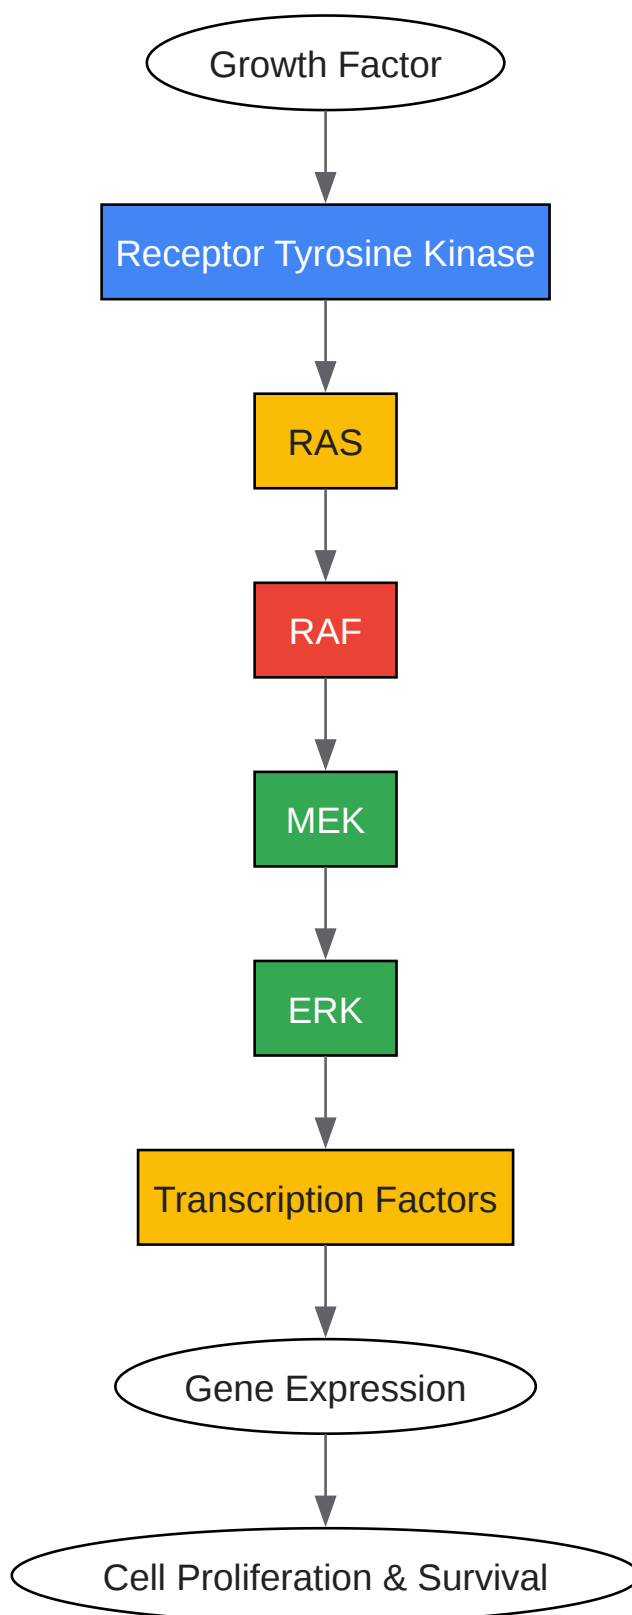 Growth Factor
Receptor Tyrosine Kinase
RAS
RAF
MEK
ERK
Transcription Factors
Gene Expression
Cell Proliferation & Survival